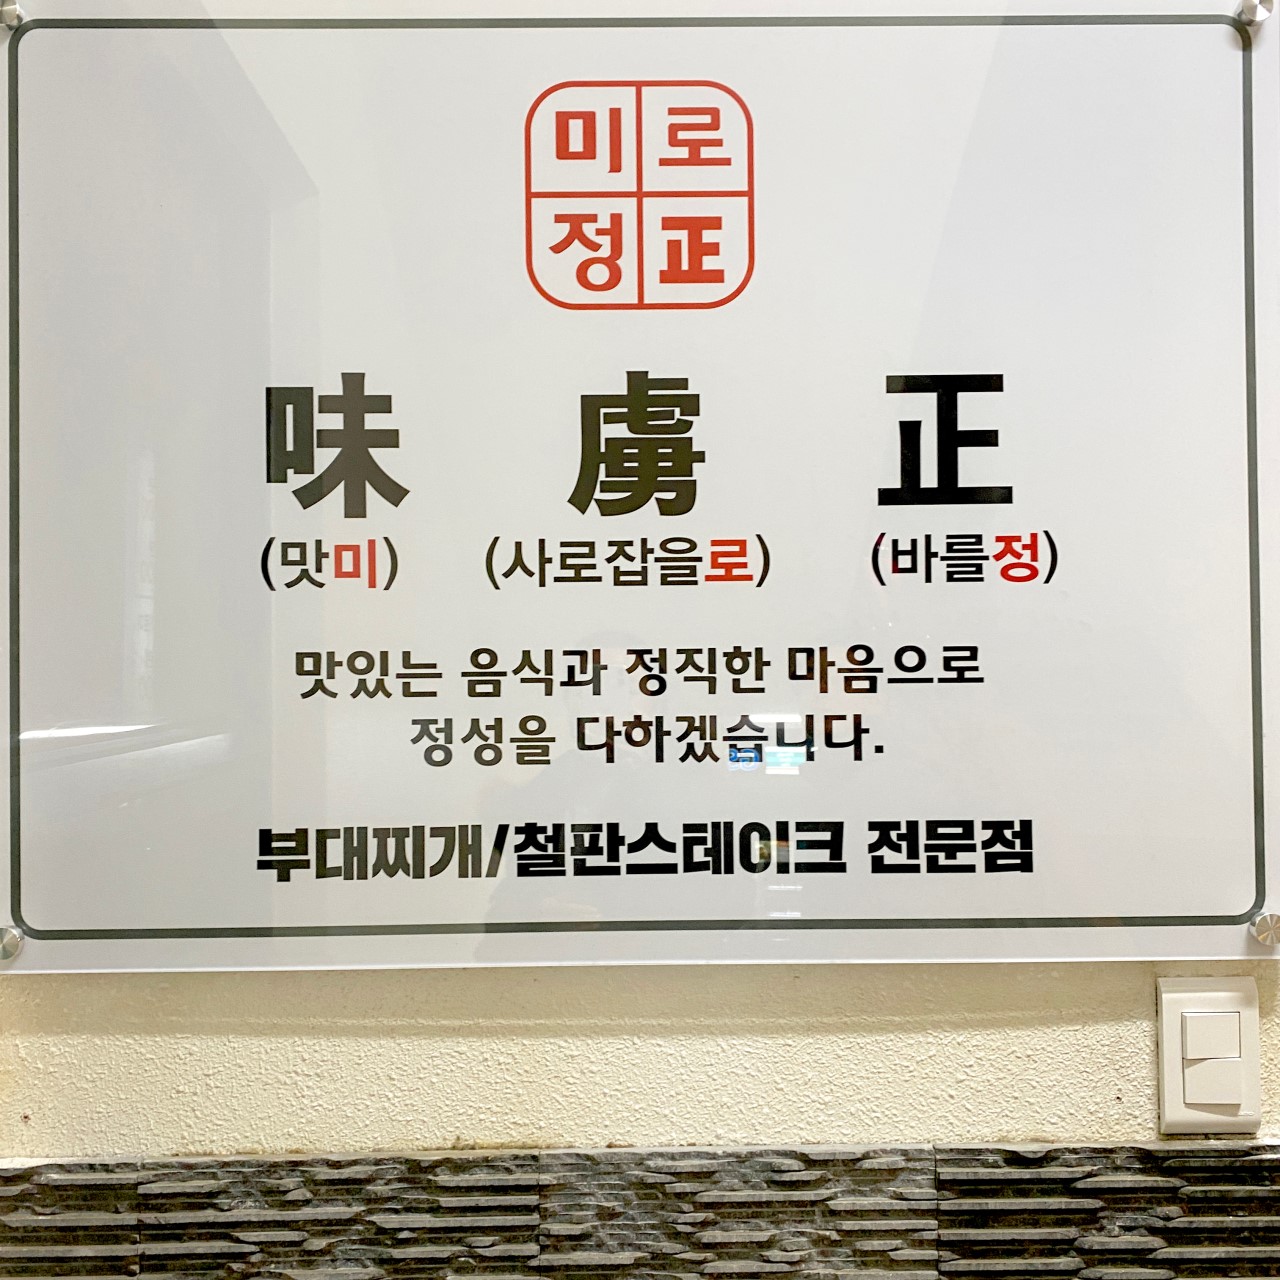 미로
정正
味 虜 正
(맛미) (사로잡을로) (바를정)
맛있는 음식과 정직한 마음으로
정성을 다하겠습니다.
부대찌개/철판스테이크 전문점